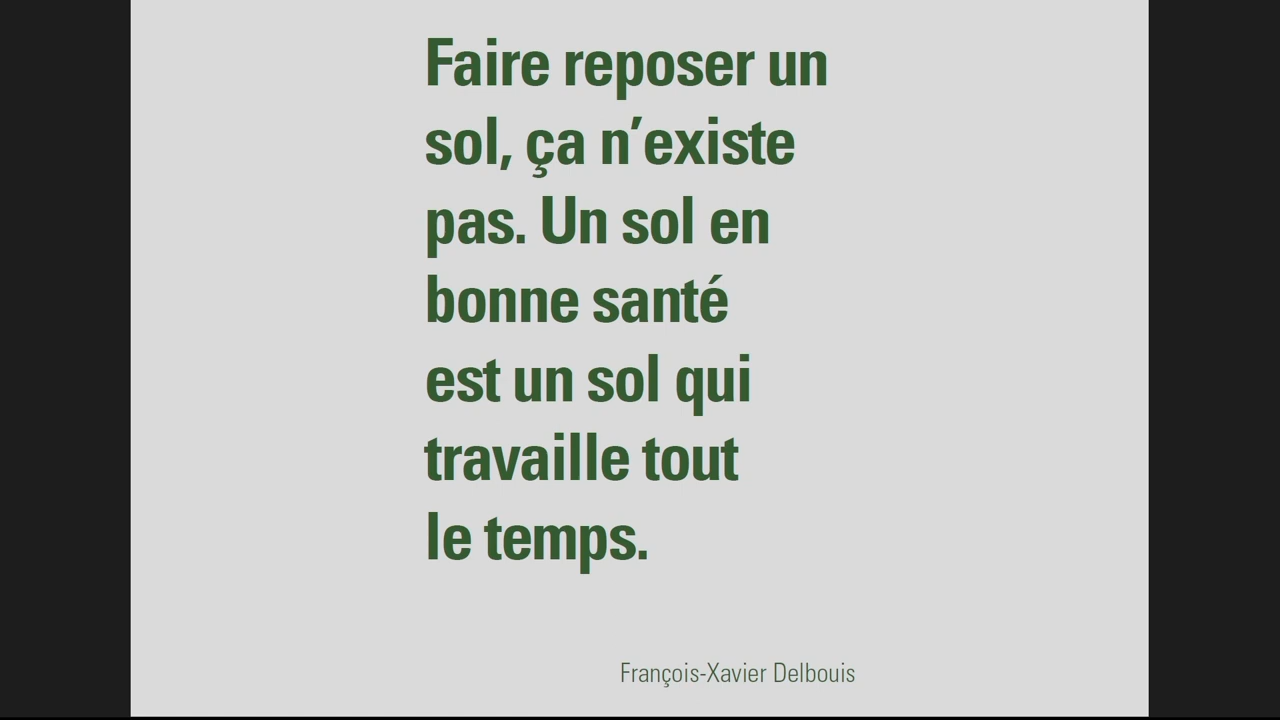 Faire reposer un
sol, ça n’existe
pas. Un sol en
bonne santé
est un sol qui
travaille tout
le temps.
François-Xavier Delbouis